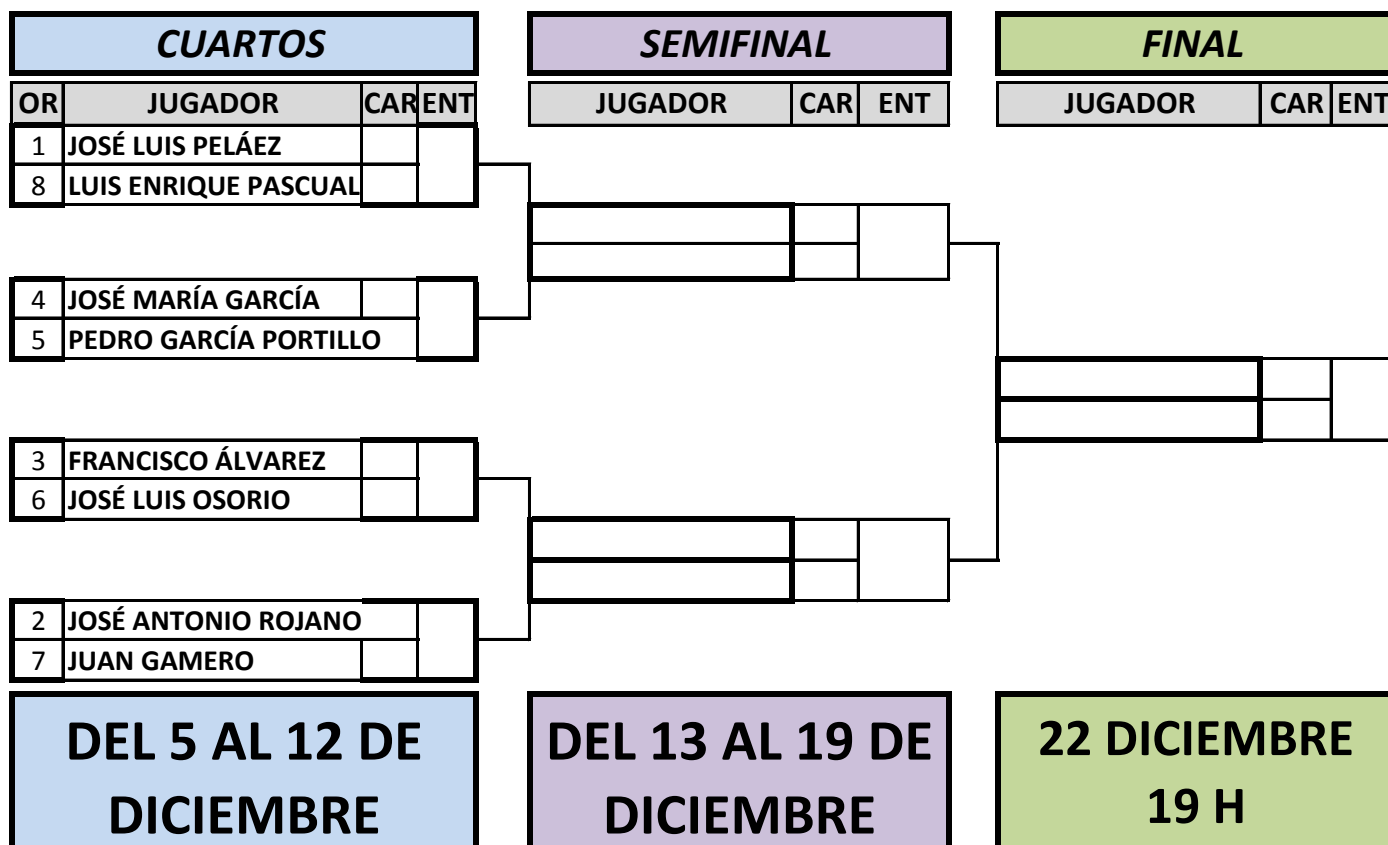 CUARTOS SEMIFINAL FINAL
OR JUGADOR CAR ENT JUGADOR CAR ENT JUGADOR CAR ENT
1 JOSÉ LUIS PELÁEZ
8 LUIS ENRIQUE PASCUAL
4 JOSÉ MARÍA GARCÍA
5 PEDRO GARCÍA PORTILLO
3 FRANCISCO ÁLVAREZ
6 JOSÉ LUIS OSORIO
2 JOSÉ ANTONIO ROJANO
7 JUAN GAMERO
DEL 5 AL 12 DE
DICIEMBRE
DEL 13 AL 19 DE
DICIEMBRE
22 DICIEMBRE
19 H